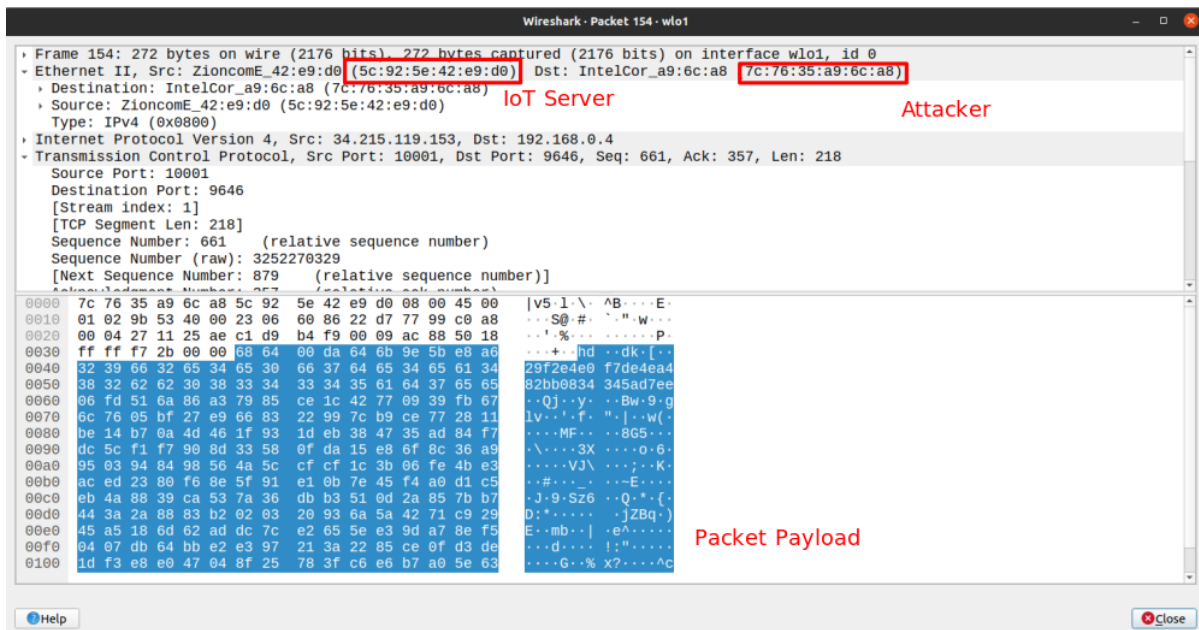 Wireshark · Packet 154 · wlo1
Frame 154: 272 bytes on wire (2176 bits), 272 bytes captured (2176 bits) on interface wlo1, id 0
Ethernet II, Src: ZioncomE_42:e9:d0 (5c:92:5e:42:e9:d0) Dst: IntelCor_a9:6c:a8 7c:76:35:a9:6c:a8)
Destination: IntelCor_a9:6c:a8 (7c:76:35:a9:6c:a8)
IoT Server
Attacker
Source: ZioncomE_42:e9:d0 (5c:92:5e:42:e9:d0)
Type: IPv4 (0x0800)
Internet Protocol Version 4, Src: 34.215.119.153, Dst: 192.168.0.4
Transmission Control Protocol, Src Port: 10001, Dst Port: 9646, Seq: 661, Ack: 357, Len: 218
Source Port: 10001
Destination Port: 9646
[Stream index: 1]
[TCP Segment Len: 218]
Sequence Number: 661 (relative sequence number)
Sequence Number (raw): 3252270329
[Next Sequence Number: 879 (relative sequence number)]
0000 7c 76 35 a9 6c a8 5c 92 5e 42 e9 d0 08 00 45 00 |v5·l·\· ^B····E·
0010 01 02 9b 53 40 00 23 06 60 86 22 d7 77 99 c0 a8 ···S@·#· `·"·w···
0020 00 04 27 11 25 ae c1 d9 b4 f9 00 09 ac 88 50 18 ··'·%··· ······P·
0030 ff ff f7 2b 00 00 68 64 00 da 64 6b 9e 5b e8 a6 ···+··hd ··dk·[··
0040 32 39 66 32 65 34 65 30 66 37 64 65 34 65 61 34 29f2e4e0 f7de4ea4
0050 38 32 62 62 30 38 33 34 33 34 35 61 64 37 65 65 82bb0834 345ad7ee
0060 06 fd 51 6a 86 a3 79 85 ce 1c 42 77 09 39 fb 67 ··Qj··y· ··Bw·9·g
0070 6c 76 05 bf 27 e9 66 83 22 99 7c b9 ce 77 28 11 lv··'·f· "·|··w(·
0080 be 14 b7 0a 4d 46 1f 93 1d eb 38 47 35 ad 84 f7 ····MF·· ··8G5···
0090 dc 5c f1 f7 90 8d 33 58 0f da 15 e8 6f 8c 36 a9 ·\····3X ····o·6·
00a0 95 03 94 84 98 56 4a 5c cf cf 1c 3b 06 fe 4b e3 ·····VJ\ ···;··K·
00b0 ac ed 23 80 f6 8e 5f 91 e1 0b 7e 45 f4 a0 d1 c5 ··#···_· ··~E····
00c0 eb 4a 88 39 ca 53 7a 36 db b3 51 0d 2a 85 7b b7 ·J·9·Sz6 ··Q·*·{·
00d0 44 3a 2a 88 83 b2 02 03 20 93 6a 5a 42 71 c9 29 D:*····· ·jZBq·)
00e0 45 a5 18 6d 62 ad dc 7c e2 65 5e e3 9d a7 8e f5 E··mb··| ·e^·····
00f0 04 07 db 64 bb e2 e3 97 21 3a 22 85 ce 0f d3 de ···d···· !:"·····
0100 1d f3 e8 e0 47 04 8f 25 78 3f c6 e6 b7 a0 5e 63 ····G··% x?····^c
Packet Payload
Help
Close